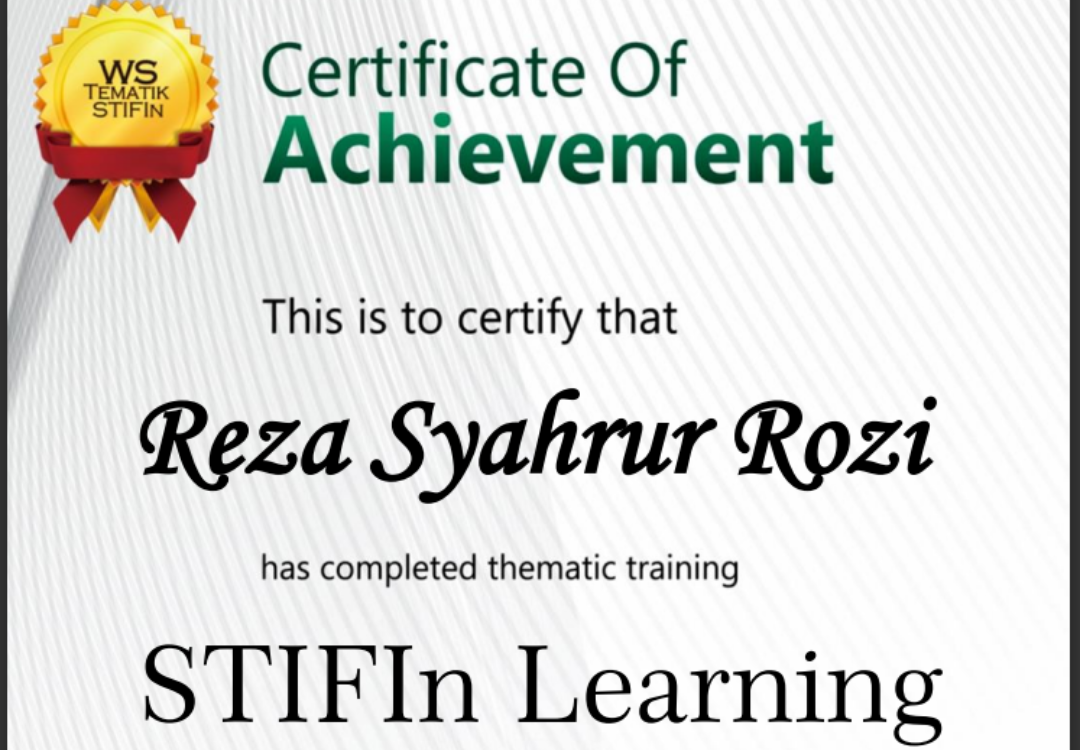 WS
TEMATIK
STIFIN
Certificate Of
Achievement
This is to certify that
Reza Syahrur Rozi
has completed thematic training
STIFIn Learning